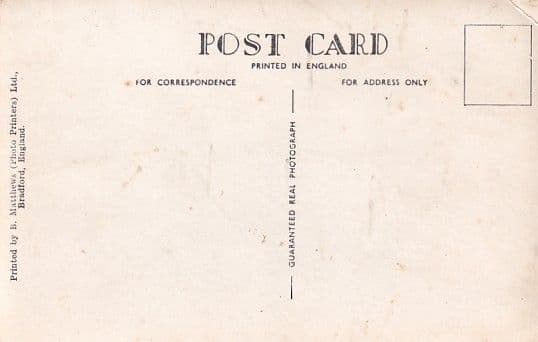 POST CARD
PRINTED IN ENGLAND
FOR CORRESPONDENCE
FOR ADDRESS ONLY
GUARANTEED REAL PHOTOGRAPH
Printed by B. Matthews (Photo Printers) Ltd.,
Bradford, England.